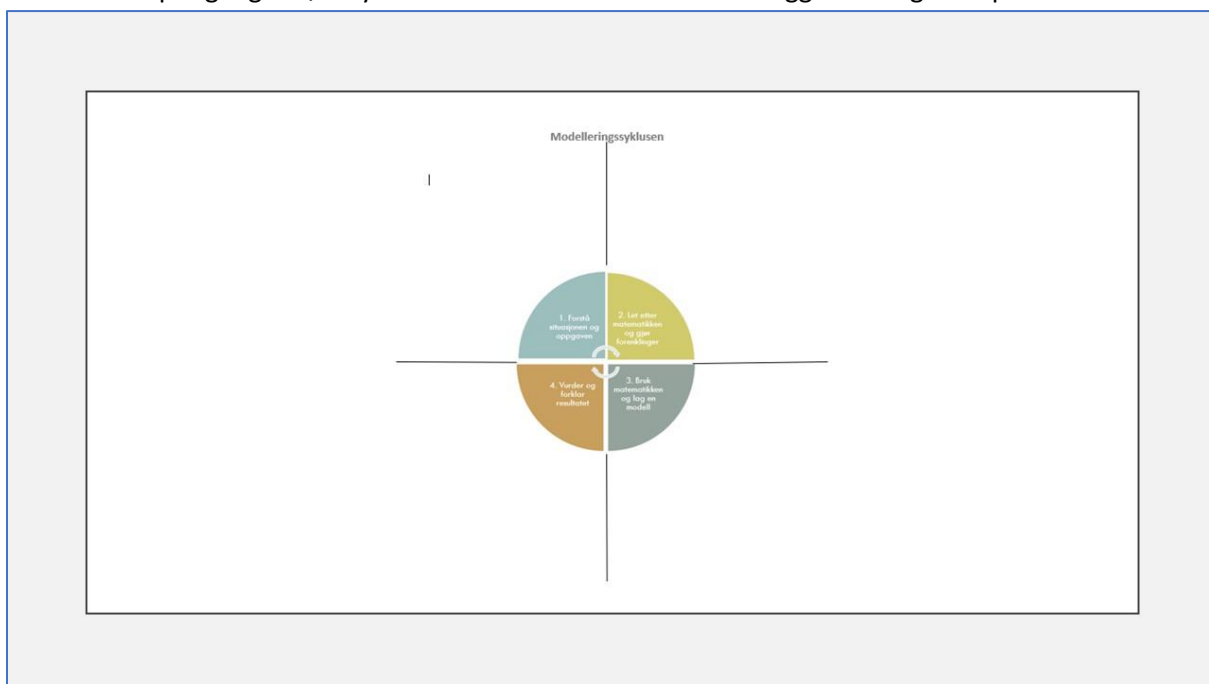 Modelleringssyklusen
1. Forstå
situasjonen og
oppgaven
2. Let etter
matematikken
og gjør
forenklinger
4. Vurder og
forklar
resultatet
3. Bruk
matematikken
og lag en
modell